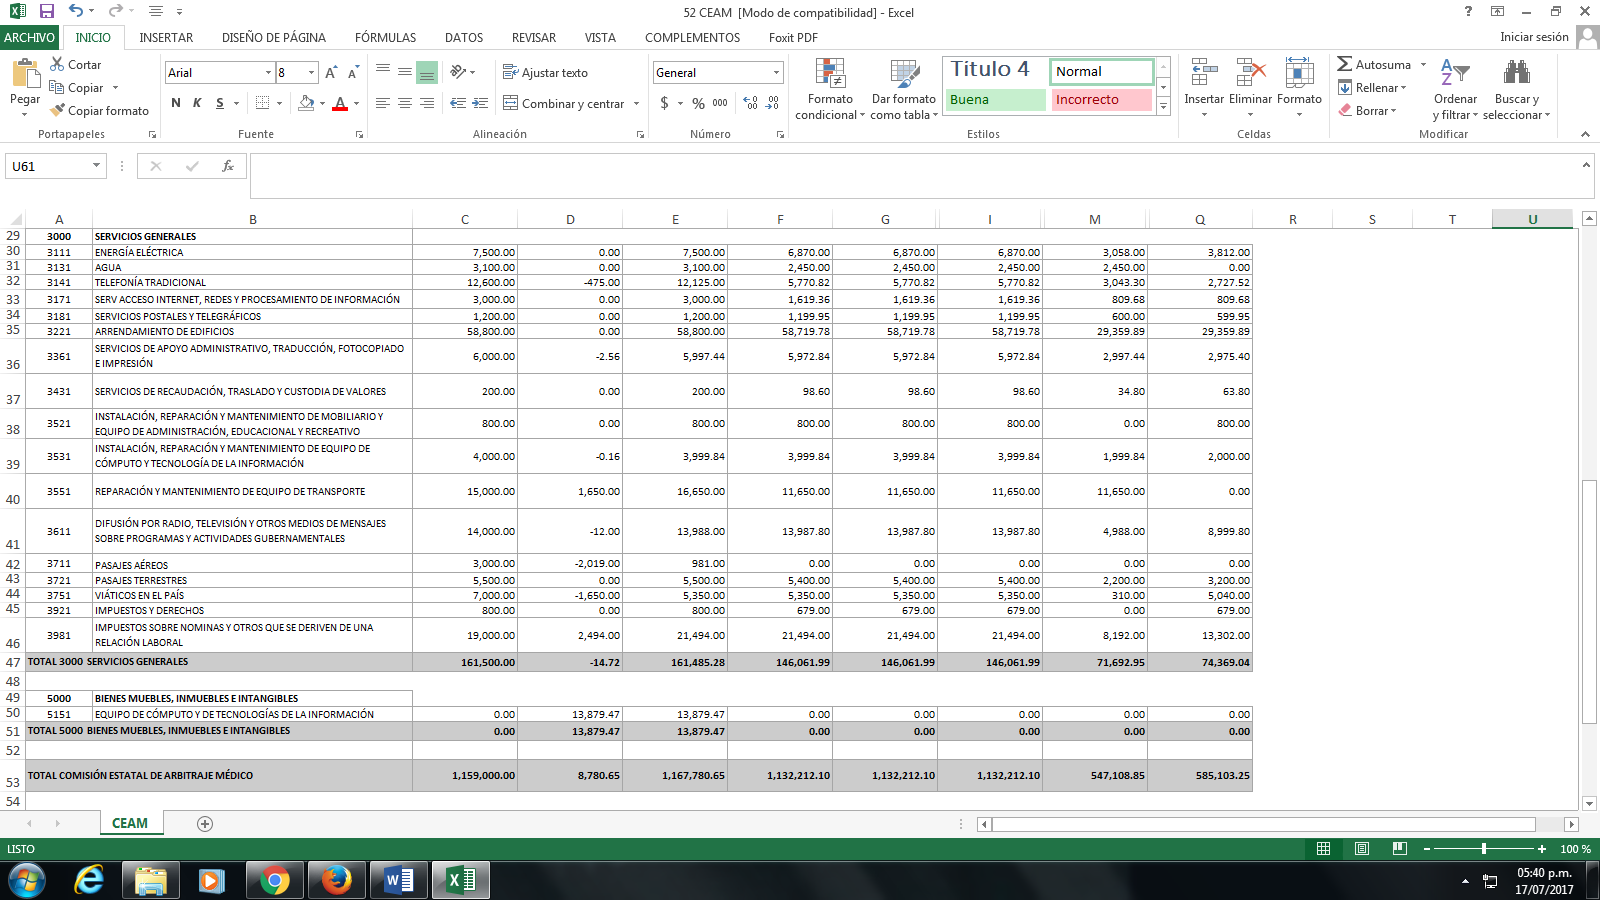 52 CEAM  [Modo de compatibilidad] - Excel
ARCHIVO INICIO INSERTAR DISEÑO DE PÁGINA FÓRMULAS DATOS REVISAR VISTA COMPLEMENTOS Foxit PDF Iniciar sesión
Pegar Cortar Copiar Copiar formato Portapapeles
Arial 8 N K S Fuente
Ajustar texto Combinar y centrar Alineación
General $ % 000 Número
Formato condicional Dar formato como tabla Título 4 Normal Buena Incorrecto Estilos
Insertar Eliminar Formato Celdas
Autosuma Rellenar Borrar Ordenar y filtrar Buscar y seleccionar Modificar
U61 fx
A B C D E F G I M Q R S T U
29 3000 SERVICIOS GENERALES
30 3111 ENERGÍA ELÉCTRICA 7,500.00 0.00 7,500.00 6,870.00 6,870.00 6,870.00 3,058.00 3,812.00
31 3131 AGUA 3,100.00 0.00 3,100.00 2,450.00 2,450.00 2,450.00 2,450.00 0.00
32 3141 TELEFONÍA TRADICIONAL 12,600.00 -475.00 12,125.00 5,770.82 5,770.82 5,770.82 3,043.30 2,727.52
33 3171 SERV ACCESO INTERNET, REDES Y PROCESAMIENTO DE INFORMACIÓN 3,000.00 0.00 3,000.00 1,619.36 1,619.36 1,619.36 809.68 809.68
34 3181 SERVICIOS POSTALES Y TELEGRÁFICOS 1,200.00 0.00 1,200.00 1,199.95 1,199.95 1,199.95 600.00 599.95
35 3221 ARRENDAMIENTO DE EDIFICIOS 58,800.00 0.00 58,800.00 58,719.78 58,719.78 58,719.78 29,359.89 29,359.89
36 3361 SERVICIOS DE APOYO ADMINISTRATIVO, TRADUCCIÓN, FOTOCOPIADO
E IMPRESIÓN 6,000.00 -2.56 5,997.44 5,972.84 5,972.84 5,972.84 2,997.44 2,975.40
37 3431 SERVICIOS DE RECAUDACIÓN, TRASLADO Y CUSTODIA DE VALORES 200.00 0.00 200.00 98.60 98.60 98.60 34.80 63.80
38 3521 INSTALACIÓN, REPARACIÓN Y MANTENIMIENTO DE MOBILIARIO Y
EQUIPO DE ADMINISTRACIÓN, EDUCACIONAL Y RECREATIVO 800.00 0.00 800.00 800.00 800.00 800.00 0.00 800.00
39 3531 INSTALACIÓN, REPARACIÓN Y MANTENIMIENTO DE EQUIPO DE
CÓMPUTO Y TECNOLOGÍA DE LA INFORMACIÓN 4,000.00 -0.16 3,999.84 3,999.84 3,999.84 3,999.84 1,999.84 2,000.00
40 3551 REPARACIÓN Y MANTENIMIENTO DE EQUIPO DE TRANSPORTE 15,000.00 1,650.00 16,650.00 11,650.00 11,650.00 11,650.00 11,650.00 0.00
41 3611 DIFUSIÓN POR RADIO, TELEVISIÓN Y OTROS MEDIOS DE MENSAJES
SOBRE PROGRAMAS Y ACTIVIDADES GUBERNAMENTALES 14,000.00 -12.00 13,988.00 13,987.80 13,987.80 13,987.80 4,988.00 8,999.80
42 3711 PASAJES AÉREOS 3,000.00 -2,019.00 981.00 0.00 0.00 0.00 0.00 0.00
43 3721 PASAJES TERRESTRES 5,500.00 0.00 5,500.00 5,400.00 5,400.00 5,400.00 2,200.00 3,200.00
44 3751 VIÁTICOS EN EL PAÍS 7,000.00 -1,650.00 5,350.00 5,350.00 5,350.00 5,350.00 310.00 5,040.00
45 3921 IMPUESTOS Y DERECHOS 800.00 0.00 800.00 679.00 679.00 679.00 0.00 679.00
46 3981 IMPUESTOS SOBRE NOMINAS Y OTROS QUE SE DERIVEN DE UNA
RELACIÓN LABORAL 19,000.00 2,494.00 21,494.00 21,494.00 21,494.00 21,494.00 8,192.00 13,302.00
47 TOTAL 3000 SERVICIOS GENERALES 161,500.00 -14.72 161,485.28 146,061.99 146,061.99 146,061.99 71,692.95 74,369.04
48
49 5000 BIENES MUEBLES, INMUEBLES E INTANGIBLES
50 5151 EQUIPO DE CÓMPUTO Y DE TECNOLOGÍAS DE LA INFORMACIÓN 0.00 13,879.47 13,879.47 0.00 0.00 0.00 0.00 0.00
51 TOTAL 5000 BIENES MUEBLES, INMUEBLES E INTANGIBLES 0.00 13,879.47 13,879.47 0.00 0.00 0.00 0.00 0.00
52
53 TOTAL COMISIÓN ESTATAL DE ARBITRAJE MÉDICO 1,159,000.00 8,780.65 1,167,780.65 1,132,212.10 1,132,212.10 1,132,212.10 547,108.85 585,103.25
54
CEAM
LISTO 100 %
05:40 p.m.
17/07/2017